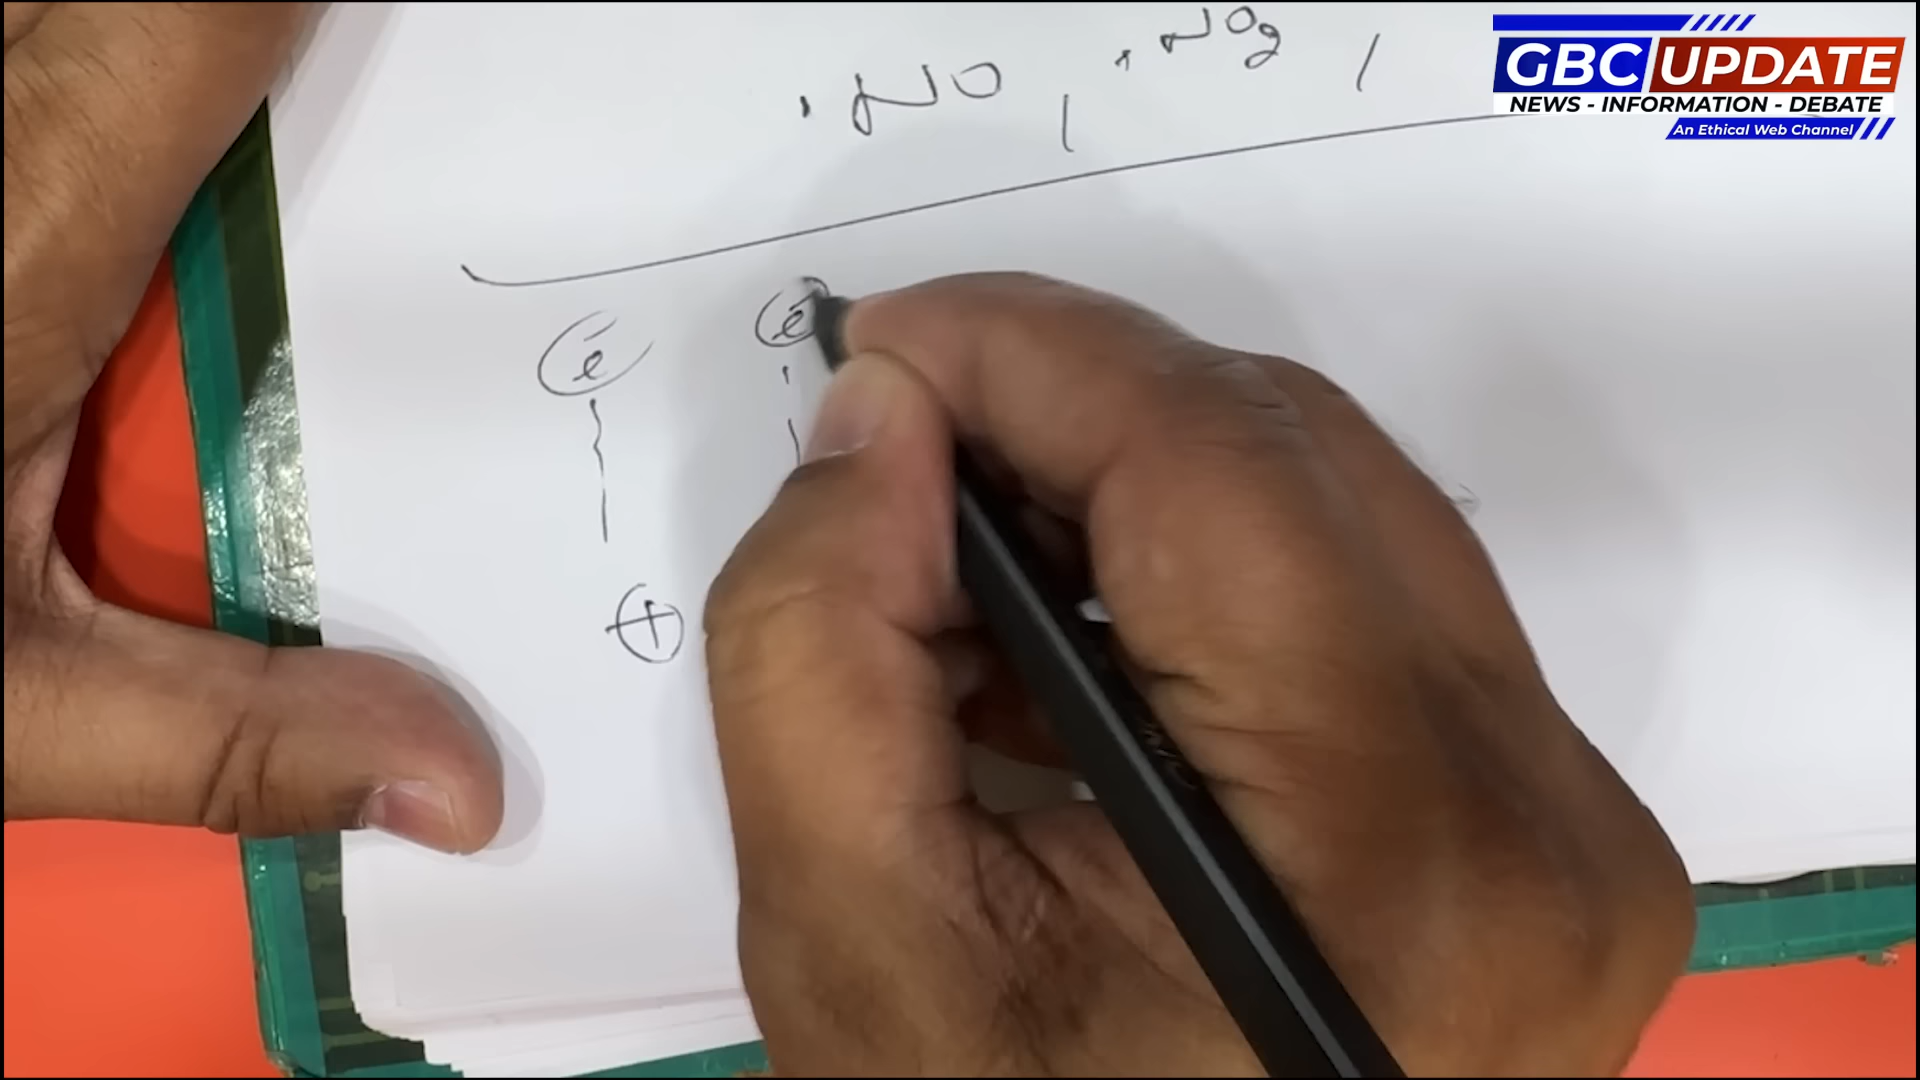 .NO, .NO2,
GBC UPDATE
NEWS - INFORMATION - DEBATE
An Ethical Web Channel
e- e-
+